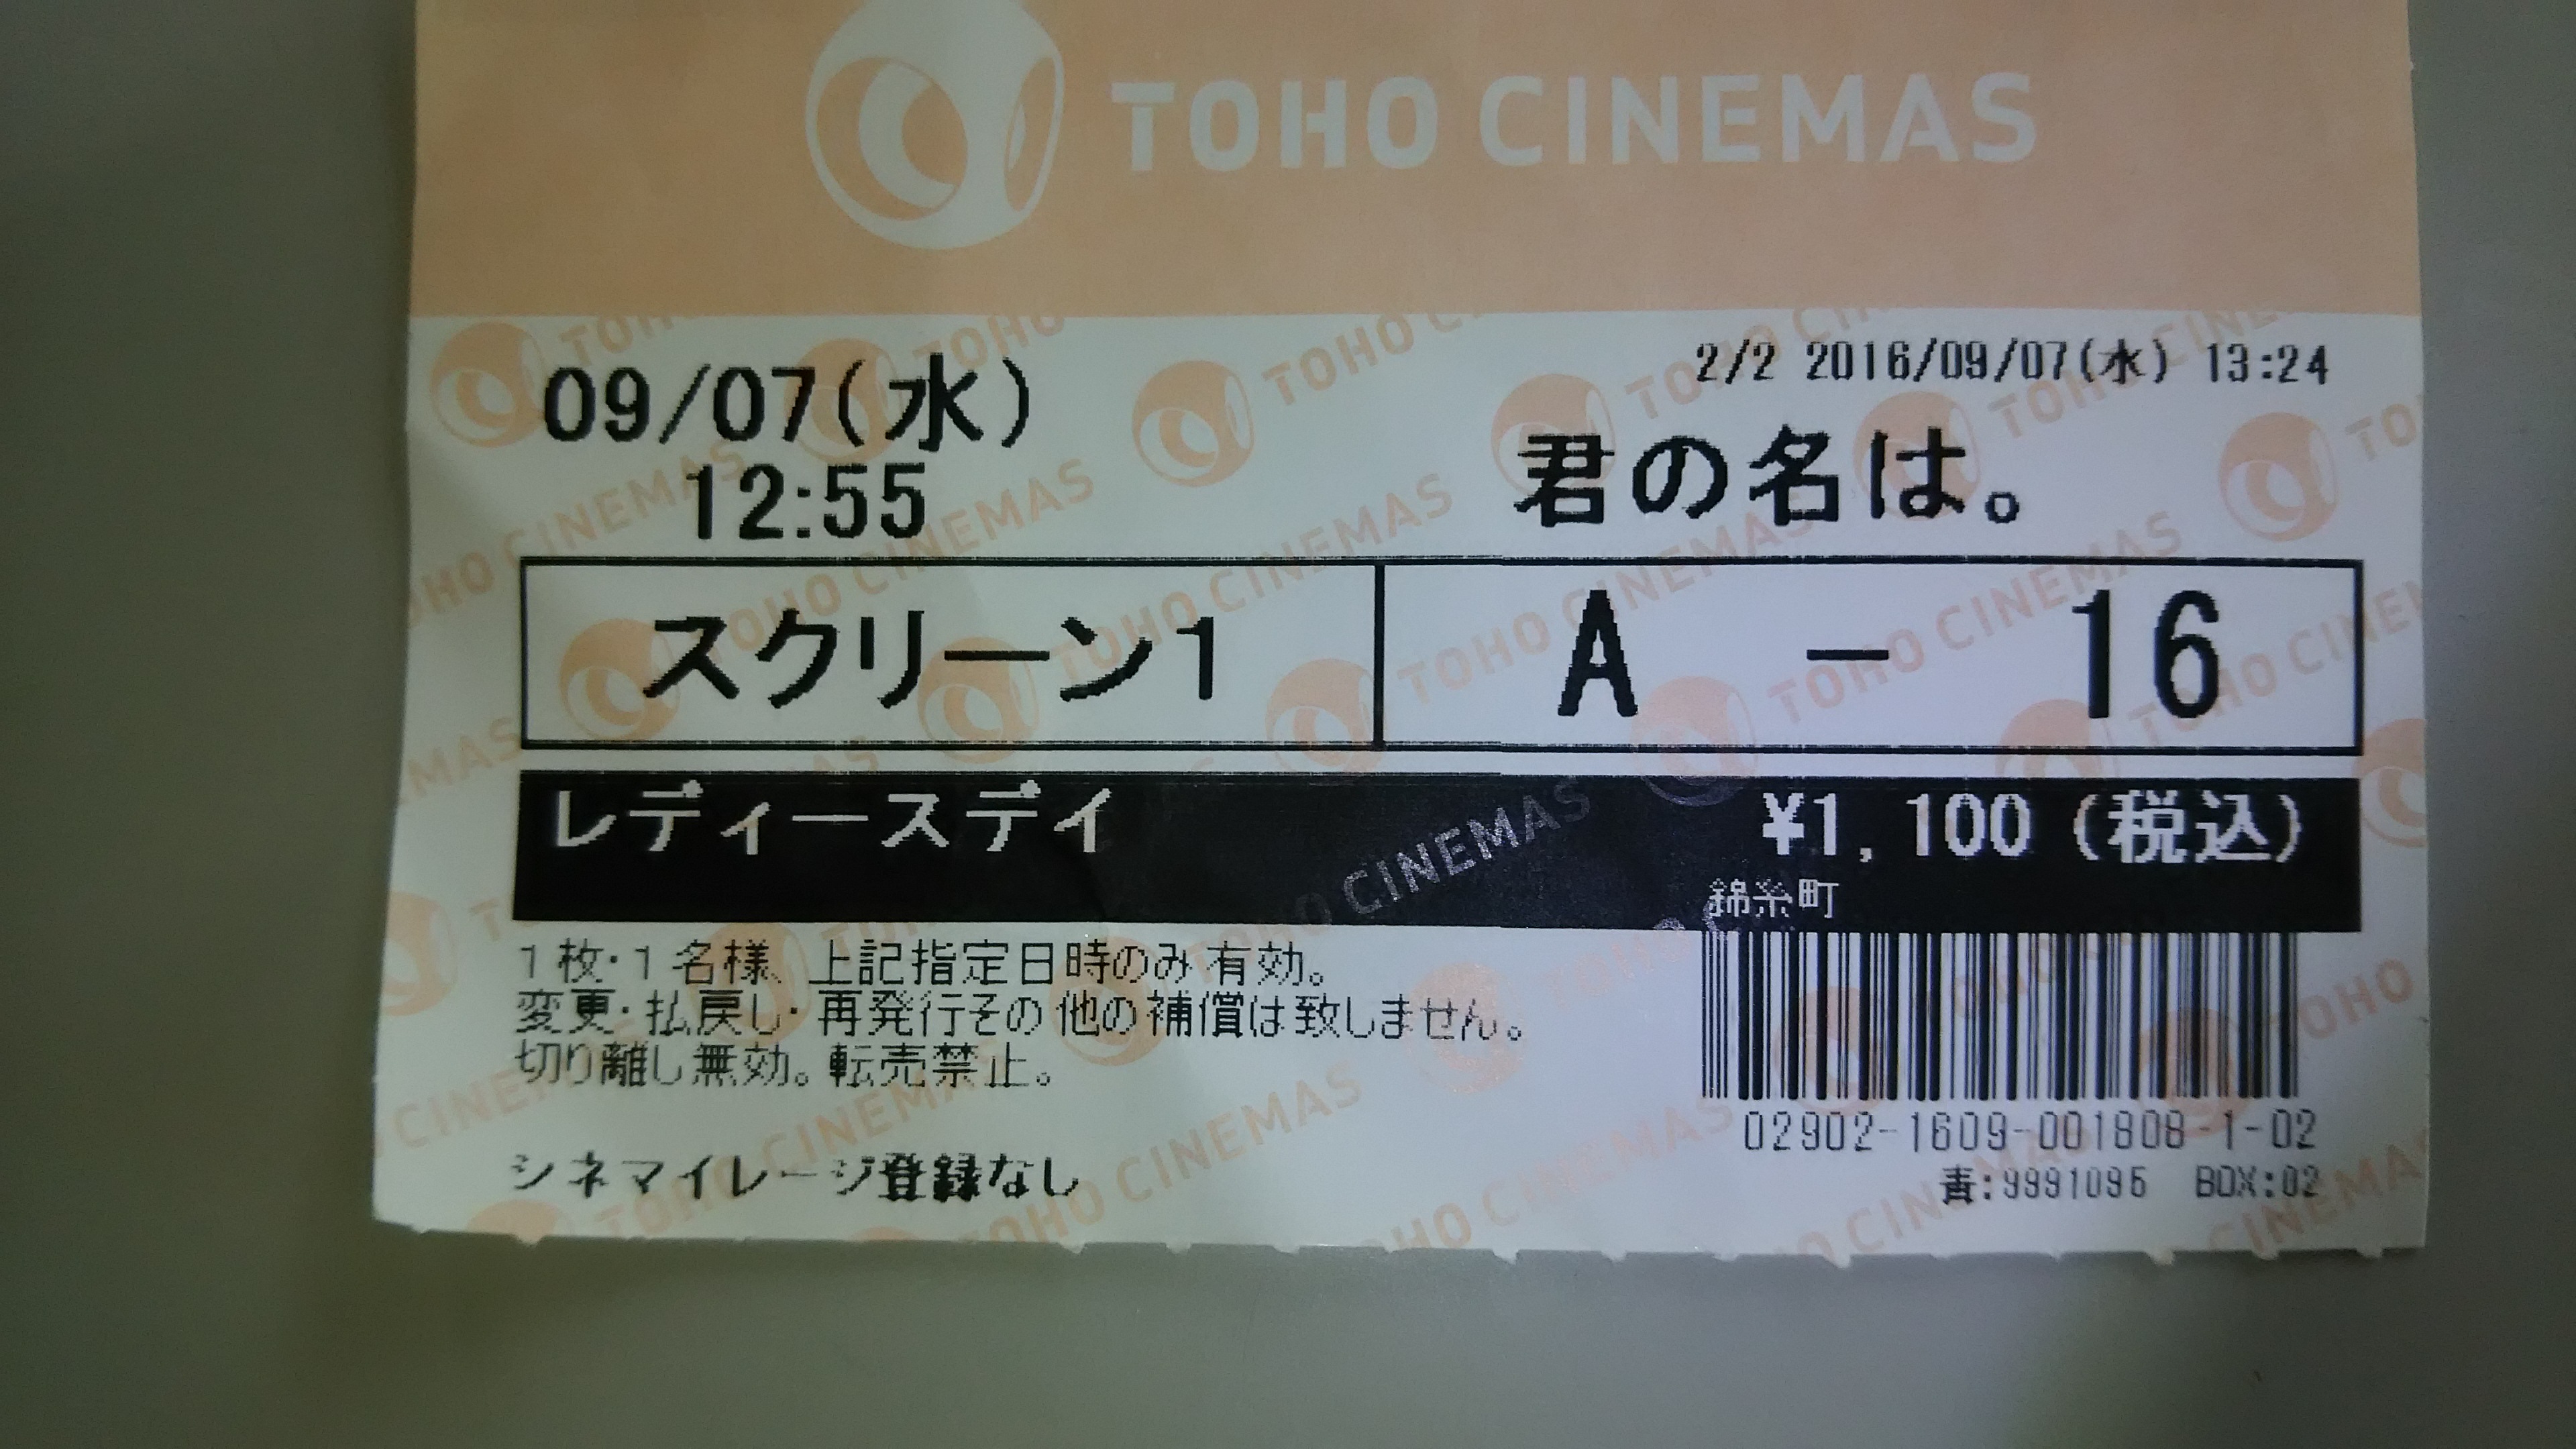 TOHO CINEMAS
2/2 2016/09/07(水) 13:24
09/07(水)
12:55
君の名は。
スクリーン1
A - 16
レディースデイ
¥1,100(税込)
錦糸町
1枚・1名様、上記指定日時のみ有効。
変更・払戻し・再発行その他の補償は致しません。
切り離し無効。転売禁止。
02902-1609-001808-1-02
シネマイレージ登録なし
青:9991095 BOX:02